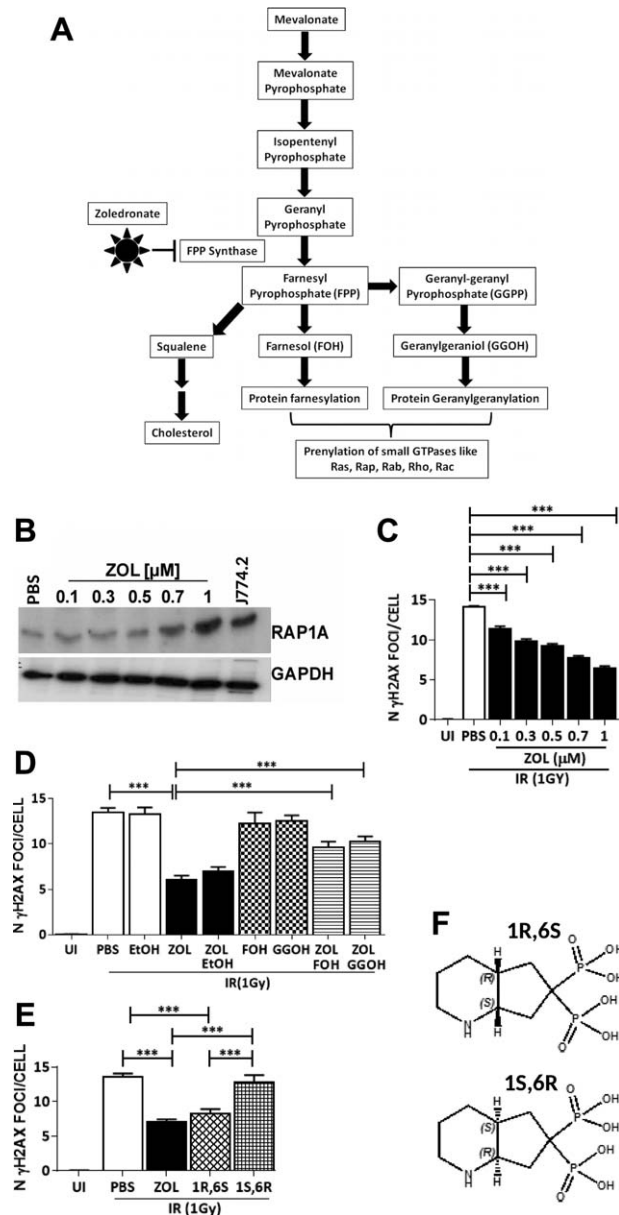 A
Mevalonate
Mevalonate
Pyrophosphate
Isopentenyl
Pyrophosphate
Geranyl
Pyrophosphate
Zoledronate
FPP Synthase
Farnesyl
Pyrophosphate (FPP)
Geranyl-geranyl
Pyrophosphate (GGPP)
Squalene
Farnesol (FOH)
Geranylgeraniol (GGOH)
Cholesterol
Protein farnesylation
Protein Geranylgeranylation
Prenylation of small GTPases like
Ras, Rap, Rab, Rho, Rac
B
PBS
ZOL [μM]
0.1 0.3 0.5 0.7 1
J774.2
RAP1A
GAPDH
C
N γH2AX FOCI/CELL
15
10
5
0
***
***
***
***
***
UI PBS 0.1 0.3 0.5 0.7 1
ZOL (μM)
IR (1GY)
D
N γH2AX FOCI/CELL
15
10
5
0
***
***
***
UI PBS EtOH ZOL ZOL EtOH FOH GGOH ZOL FOH ZOL GGOH
IR(1Gy)
E
N γH2AX FOCI/CELL
15
10
5
0
***
***
***
***
UI PBS ZOL 1R,6S 1S,6R
IR (1Gy)
F
1R,6S
H
(R)
(S)
N
H
H
O
P
OH
OH
OH
P
O
OH
1S,6R
H
(S)
(R)
N
H
H
O
P
OH
OH
OH
P
O
OH